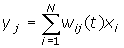 y_j = \sum_{i=1}^{N} w_{ij}(t) x_i